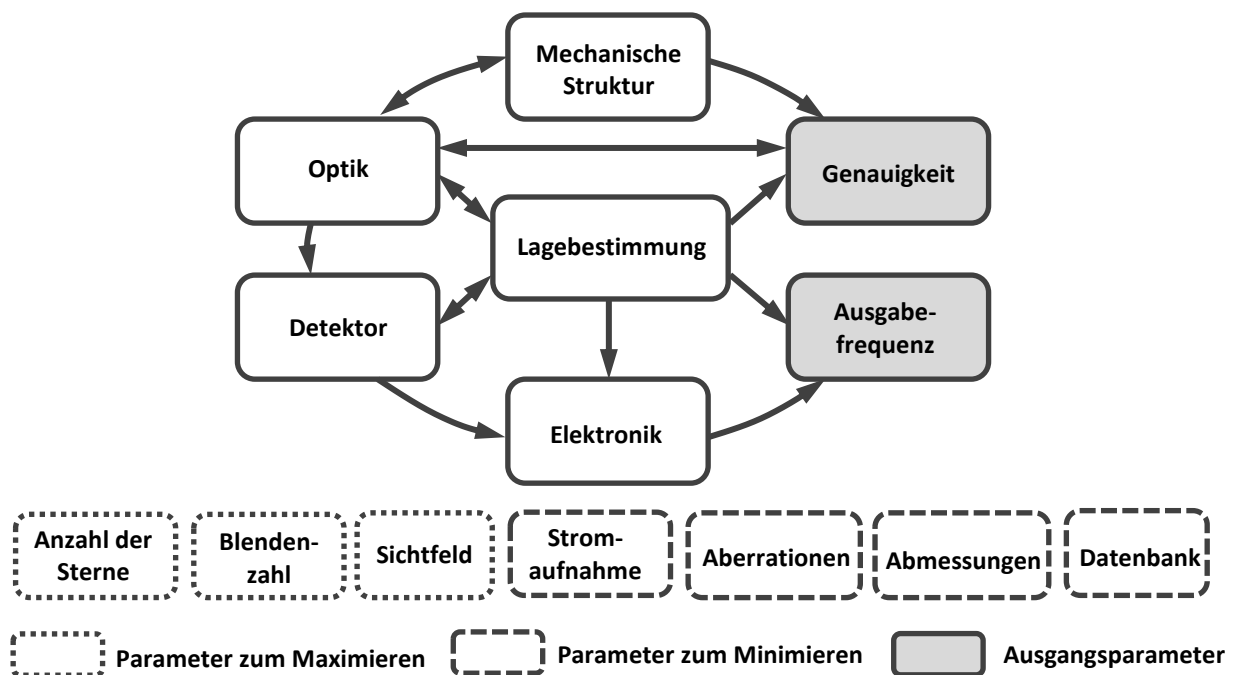 Mechanische
Struktur
Optik
Genauigkeit
Lagebestimmung
Detektor
Ausgabe-
frequenz
Elektronik
Anzahl der
Sterne
Blenden-
zahl
Sichtfeld
Strom-
aufnahme
Aberrationen
Abmessungen
Datenbank
Parameter zum Maximieren
Parameter zum Minimieren
Ausgangsparameter